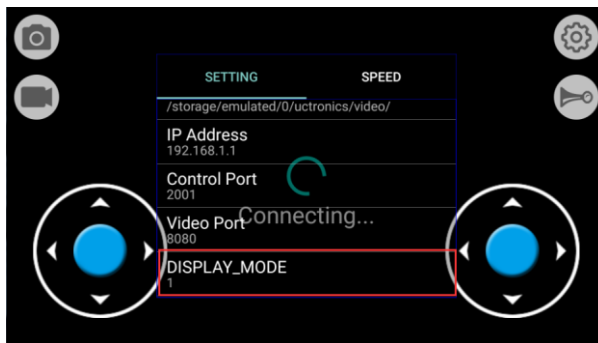 SETTING SPEED
/storage/emulated/0/uctronics/video/
IP Address
192.168.1.1
Control Port
2001
Video Port
Connecting...
8080
DISPLAY_MODE
1